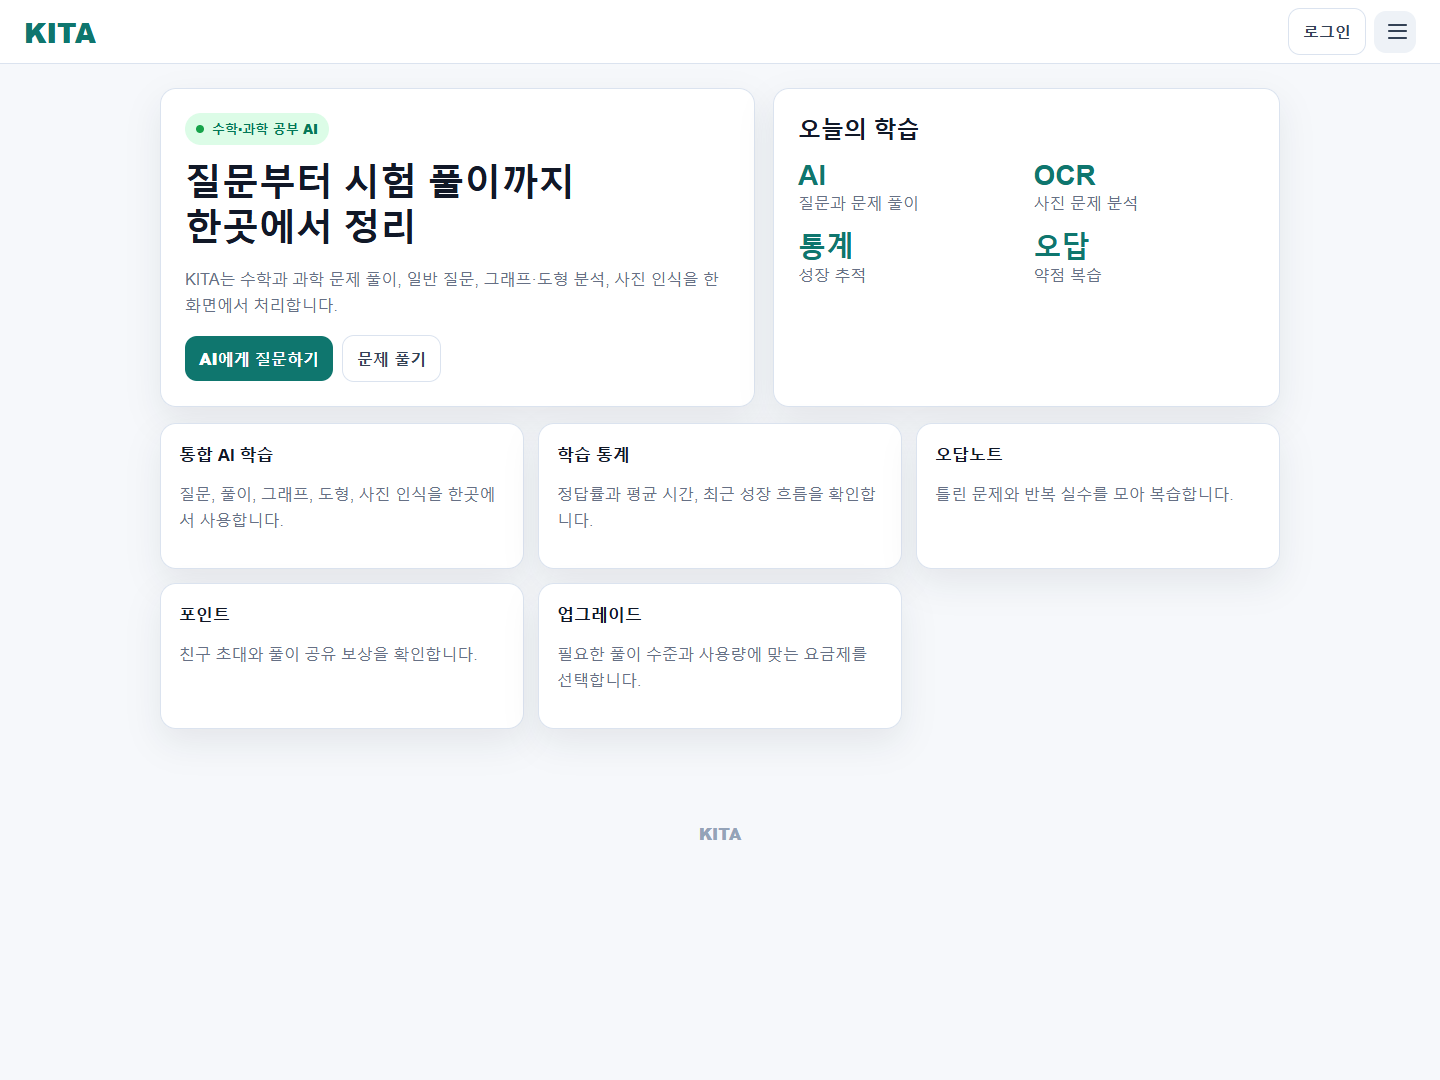 KITA
로그인
수학·과학 공부 AI
질문부터 시험 풀이까지
한곳에서 정리
KITA는 수학과 과학 문제 풀이, 일반 질문, 그래프·도형 분석, 사진 인식을 한
화면에서 처리합니다.
AI에게 질문하기
문제 풀기
오늘의 학습
AI
질문과 문제 풀이
OCR
사진 문제 분석
통계
성장 추적
오답
약점 복습
통합 AI 학습
질문, 풀이, 그래프, 도형, 사진 인식을 한곳에
서 사용합니다.
학습 통계
정답률과 평균 시간, 최근 성장 흐름을 확인합
니다.
오답노트
틀린 문제와 반복 실수를 모아 복습합니다.
포인트
친구 초대와 풀이 공유 보상을 확인합니다.
업그레이드
필요한 풀이 수준과 사용량에 맞는 요금제를
선택합니다.
KITA